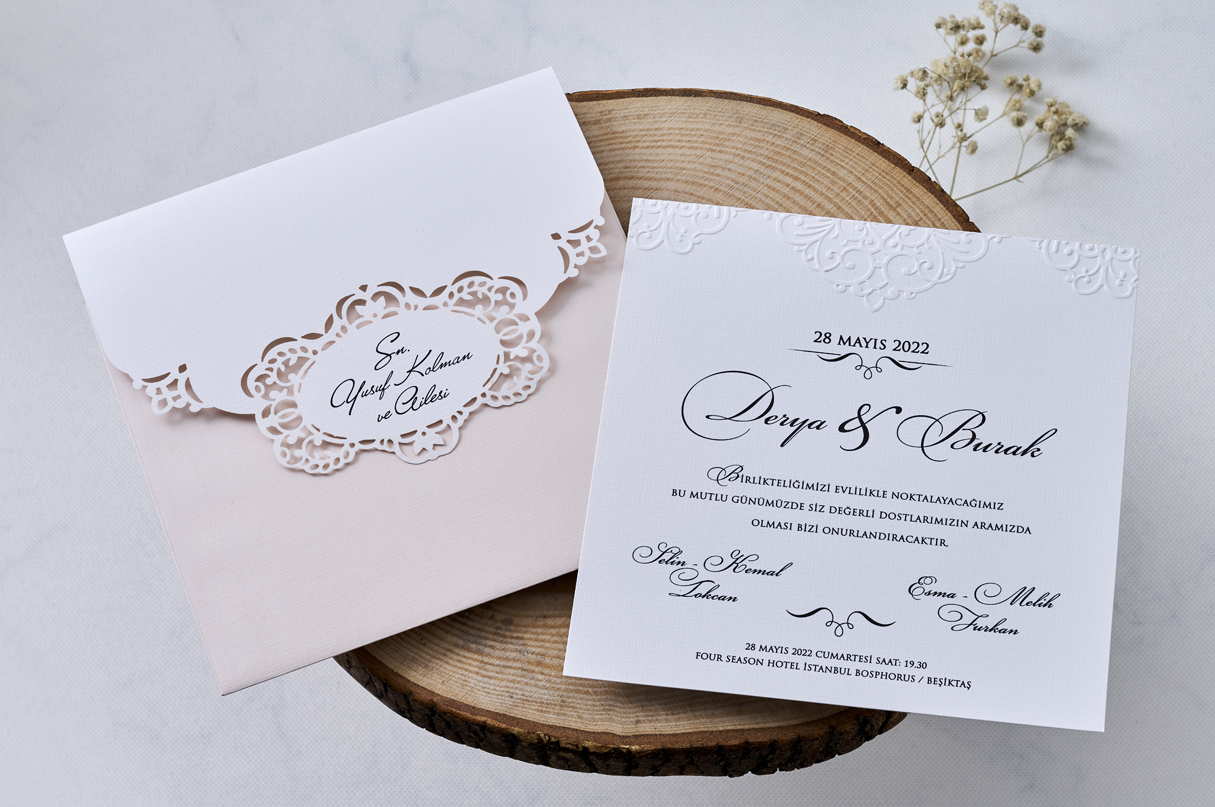 Sn.
Yusuf Kolman
ve Ailesi
28 MAYIS 2022
Derya & Burak
BİRLİKTELİĞİMİZİ EVLİLİKLE NOKTALAYACAĞIMIZ
BU MUTLU GÜNÜMÜZDE SİZ DEĞERLİ DOSTLARIMIZIN ARAMIZDA
OLMASI BİZİ ONURLANDIRACAKTIR.
Selin - Kemal
Tokcan
Esma - Melih
Furkan
28 MAYIS 2022 CUMARTESİ SAAT: 19.30
FOUR SEASON HOTEL İSTANBUL BOSPHORUS / BEŞİKTAŞ